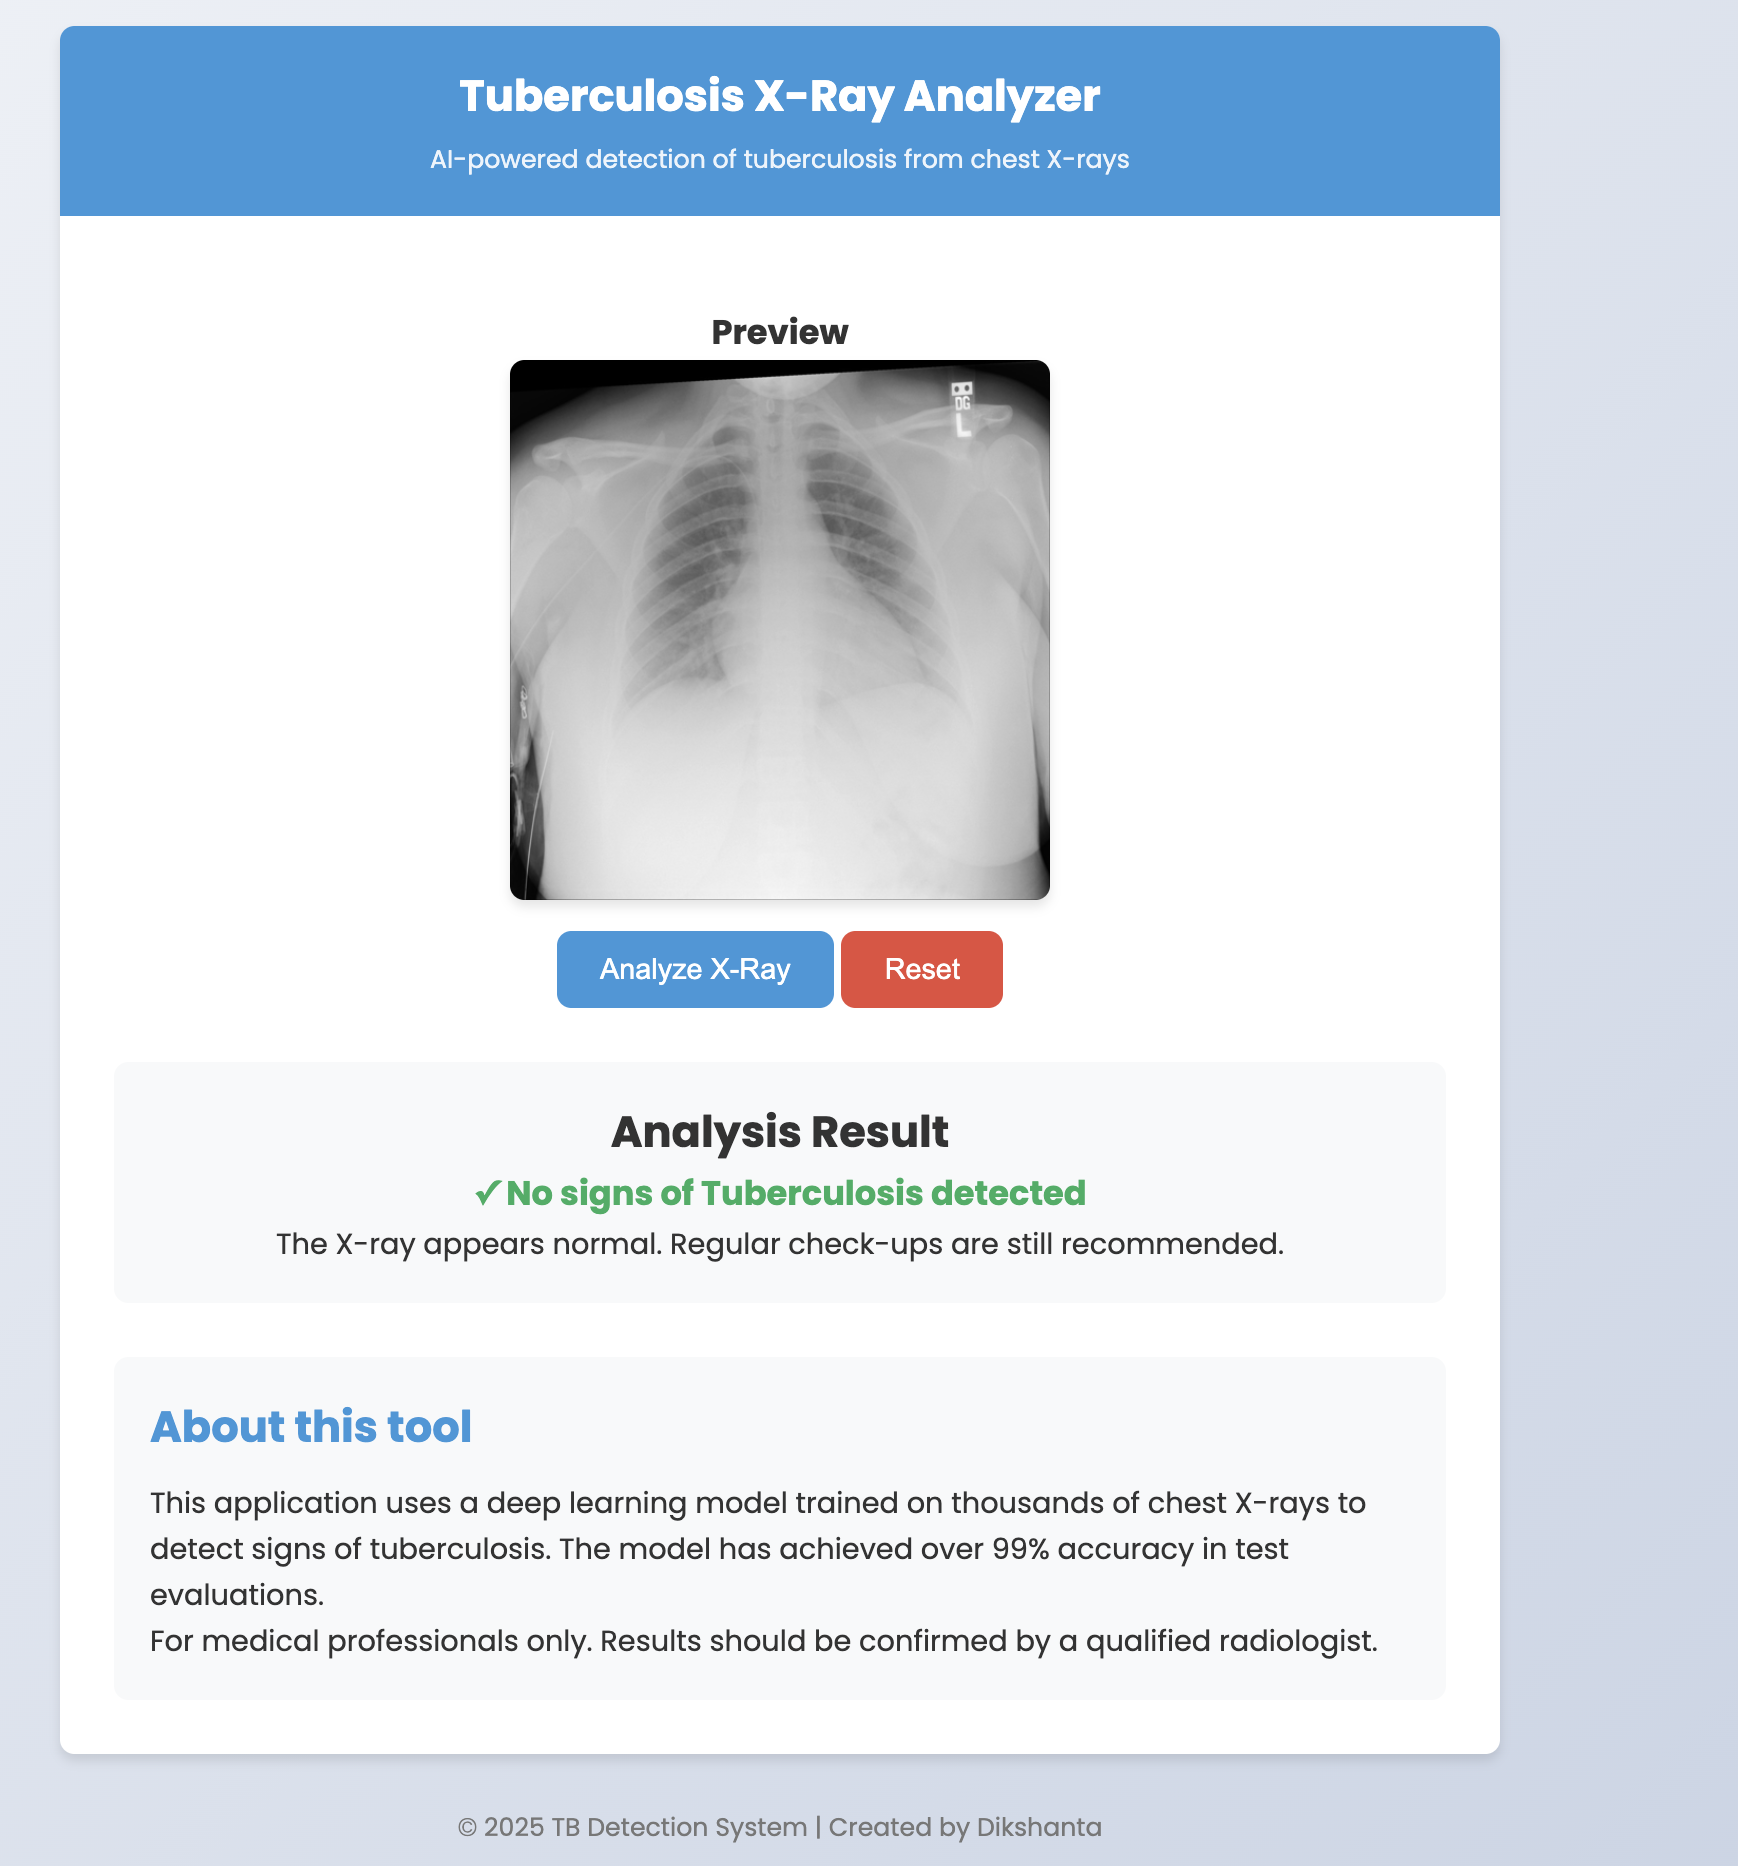 Tuberculosis X-Ray Analyzer
AI-powered detection of tuberculosis from chest X-rays
Preview
DG
L
Analyze X-Ray
Reset
Analysis Result
✓ No signs of Tuberculosis detected
The X-ray appears normal. Regular check-ups are still recommended.
About this tool
This application uses a deep learning model trained on thousands of chest X-rays to
detect signs of tuberculosis. The model has achieved over 99% accuracy in test
evaluations.
For medical professionals only. Results should be confirmed by a qualified radiologist.
© 2025 TB Detection System | Created by Dikshanta